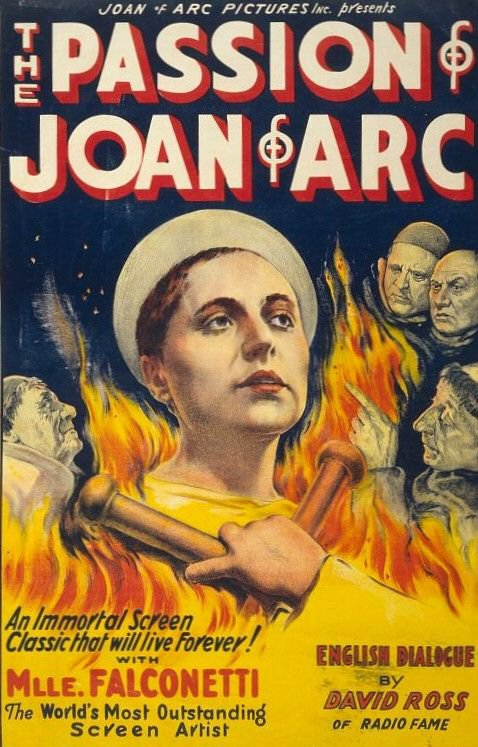 JOAN of ARC PICTURES Inc. presents
THE PASSION of
JOAN of ARC
An Immortal Screen
Classic that will live Forever!
WITH
MLLE. FALCONETTI
The World's Most Outstanding
Screen Artist
ENGLISH DIALOGUE
BY
DAVID ROSS
OF RADIO FAME